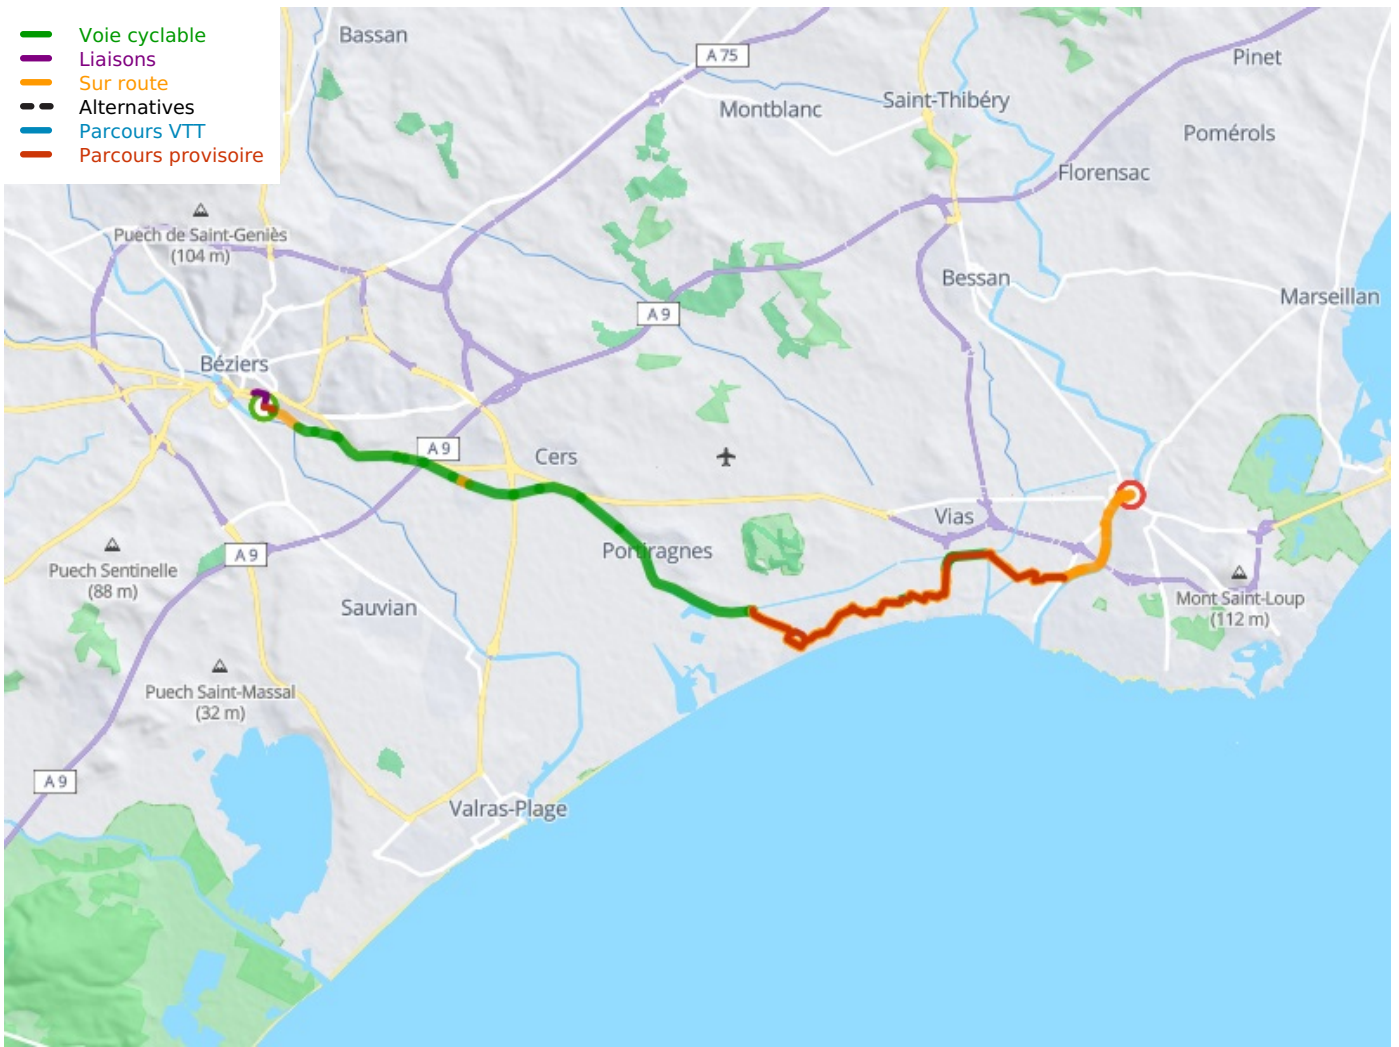 Voie cyclable
Liaisons
Sur route
Alternatives
Parcours VTT
Parcours provisoire
Bassan
A 75
Pinet
Montblanc
Saint-Thibéry
Pomérols
Florensac
Puech de Saint-Geniès
(104 m)
Bessan
Marseillan
A 9
Béziers
A 9
Cers
Vias
Portiragnes
A 9
Puech Sentinelle
(88 m)
Sauvian
Mont Saint-Loup
(112 m)
Puech Saint-Massal
(32 m)
A 9
Valras-Plage